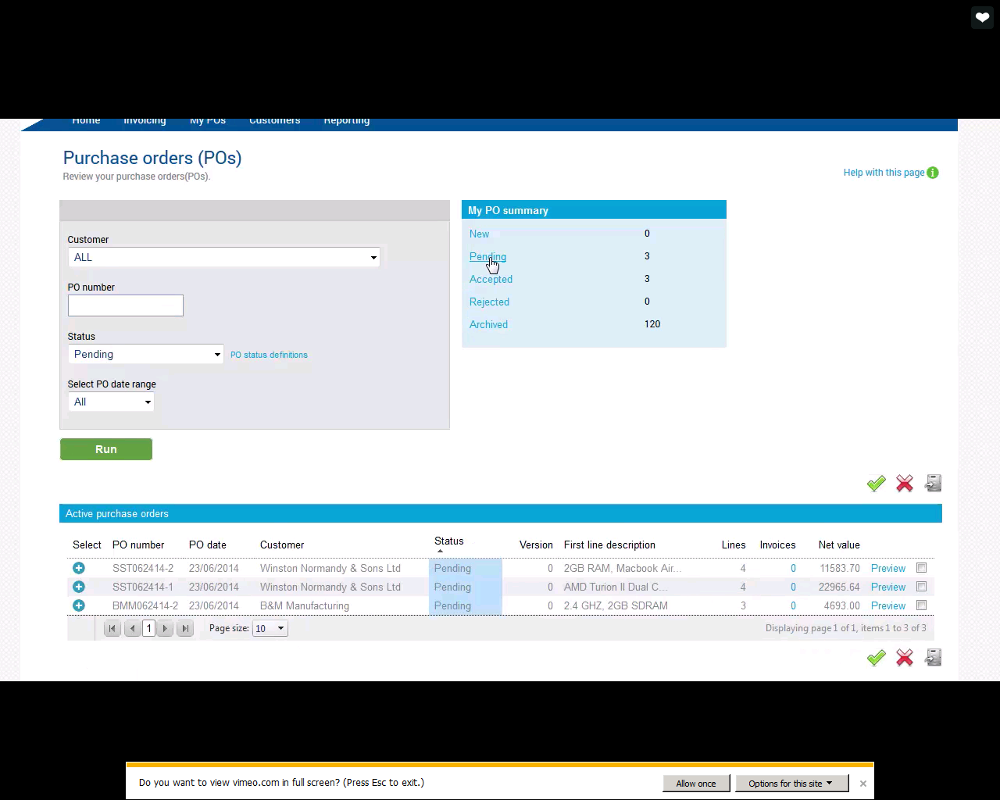 Home Invoicing My POs Customers Reporting
Purchase orders (POs)
Review your purchase orders(POs).
Help with this page
My PO summary
Customer
ALL
New 0
Pending 3
Accepted 3
Rejected 0
Archived 120
PO number
Status
Pending PO status definitions
Select PO date range
All
Run
Active purchase orders
Select PO number PO date Customer Status Version First line description Lines Invoices Net value
SST062414-2 23/06/2014 Winston Normandy & Sons Ltd Pending 0 2GB RAM, Macbook Air... 4 0 11583.70 Preview
SST062414-1 23/06/2014 Winston Normandy & Sons Ltd Pending 0 AMD Turion II Dual C... 4 0 22965.64 Preview
BMM062414-2 23/06/2014 B&M Manufacturing Pending 0 2.4 GHZ, 2GB SDRAM 3 0 4693.00 Preview
1 Page size: 10 Displaying page 1 of 1, items 1 to 3 of 3
Do you want to view vimeo.com in full screen? (Press Esc to exit.) Allow once Options for this site